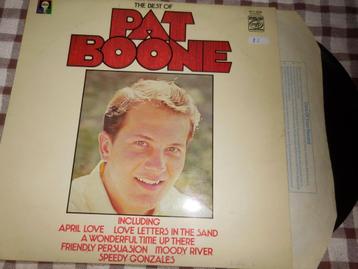 THE BEST OF
PAT
BOONE
INCLUDING
APRIL LOVE LOVE LETTERS IN THE SAND
A WONDERFUL TIME UP THERE
FRIENDLY PERSUASION MOODY RIVER
SPEEDY GONZALES